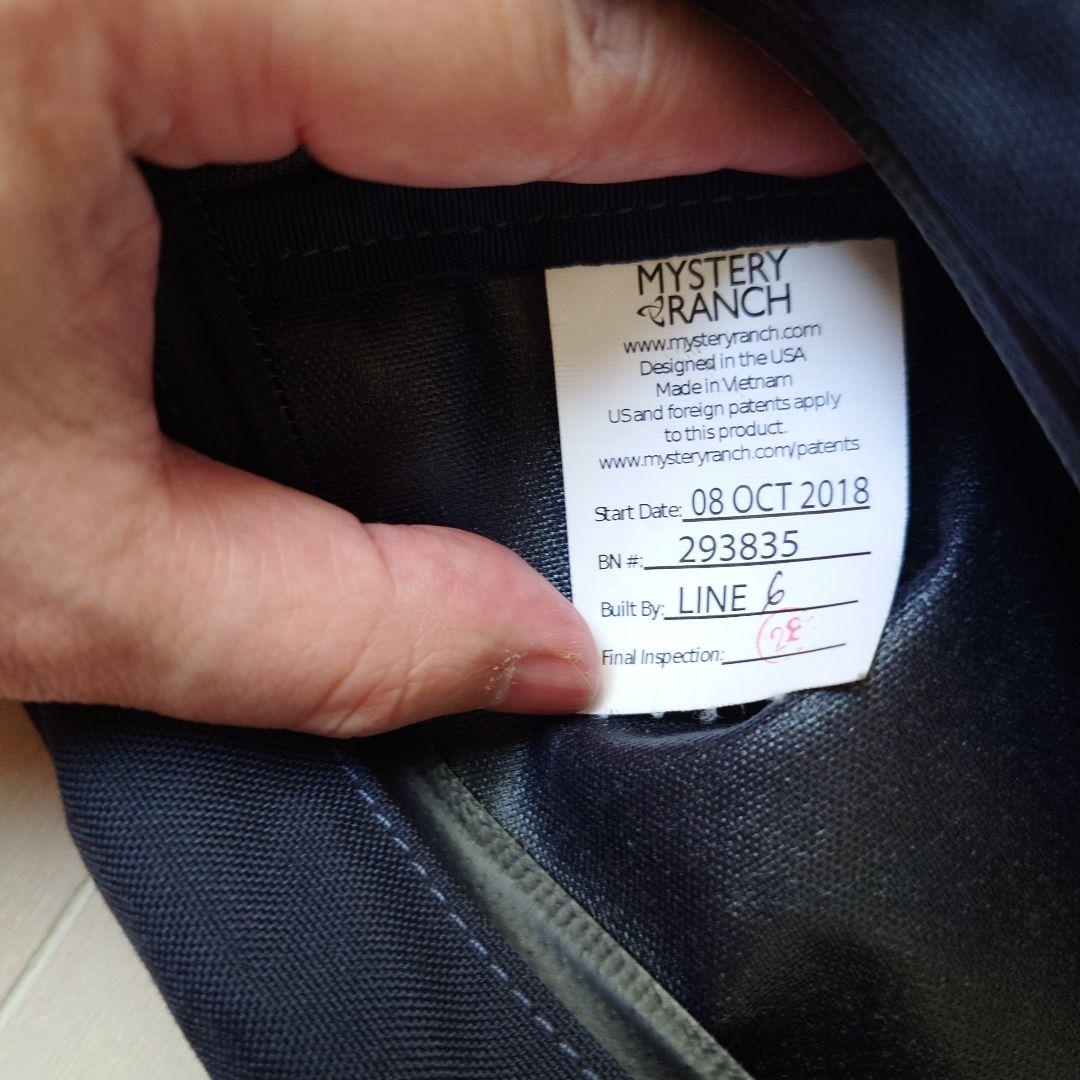 MYSTERY
RANCH
www.mysteryranch.com
Designed in the USA
Made in Vietnam
US and foreign patents apply
to this product.
www.mysteryranch.com/patents
Start Date: 08 OCT 2018
BN #: 293835
Built By: LINE 6
Final Inspection: